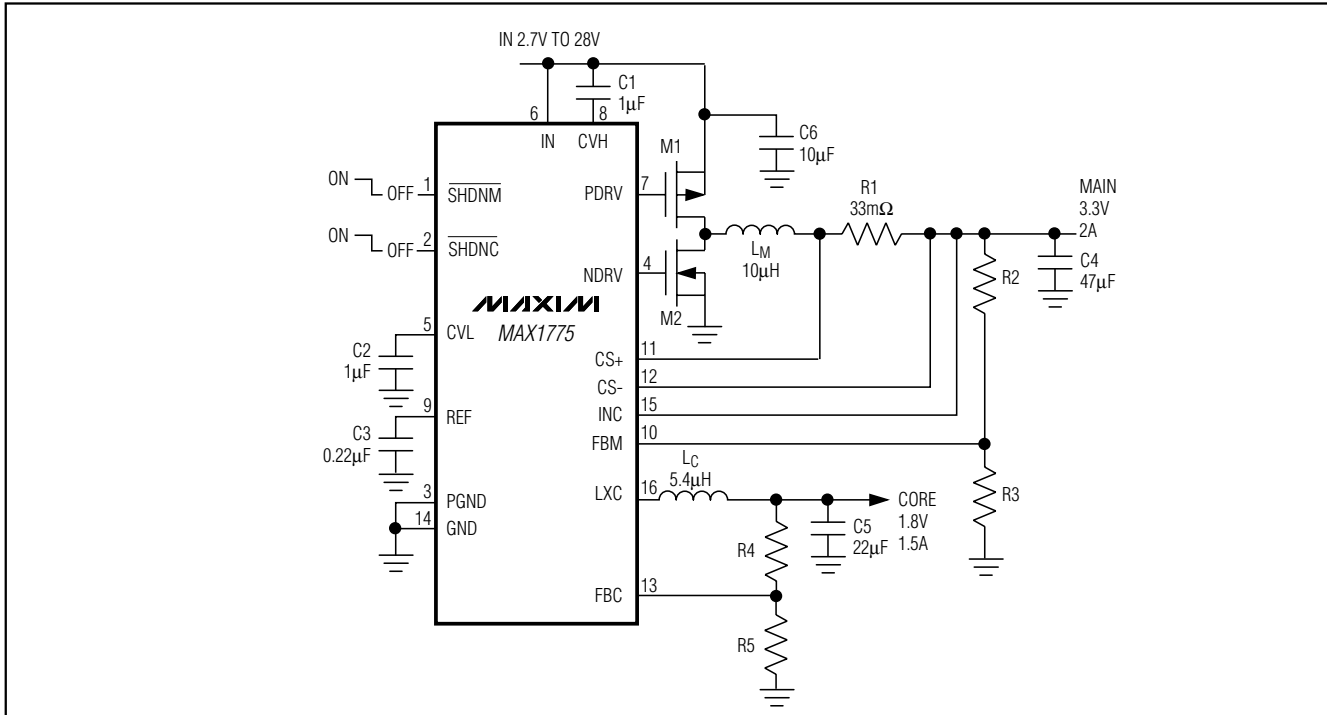 IN 2.7V TO 28V
C1
1μF
6
8
IN
CVH
C6
10μF
M1
ON
OFF
1
SHDNM
PDRV
7
R1
33mΩ
MAIN
3.3V
2A
ON
OFF
2
SHDNC
LM
10μH
NDRV
4
R2
C4
47μF
MAXIM
MAX1775
M2
5
CVL
C2
1μF
CS+
11
CS-
12
9
REF
INC
15
C3
0.22μF
FBM
10
LC
5.4μH
LXC
16
3
PGND
14
GND
CORE
1.8V
1.5A
R3
C5
22μF
R4
FBC
13
R5